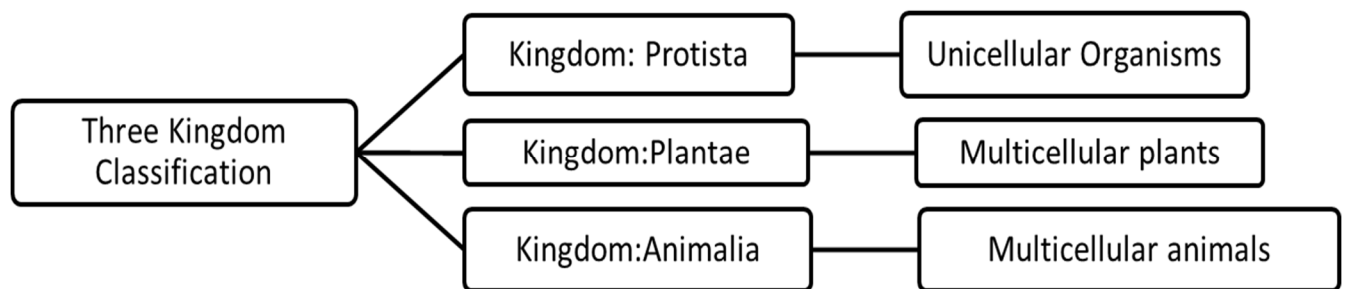 Three Kingdom
Classification
Kingdom: Protista
Unicellular Organisms
Kingdom:Plantae
Multicellular plants
Kingdom:Animalia
Multicellular animals